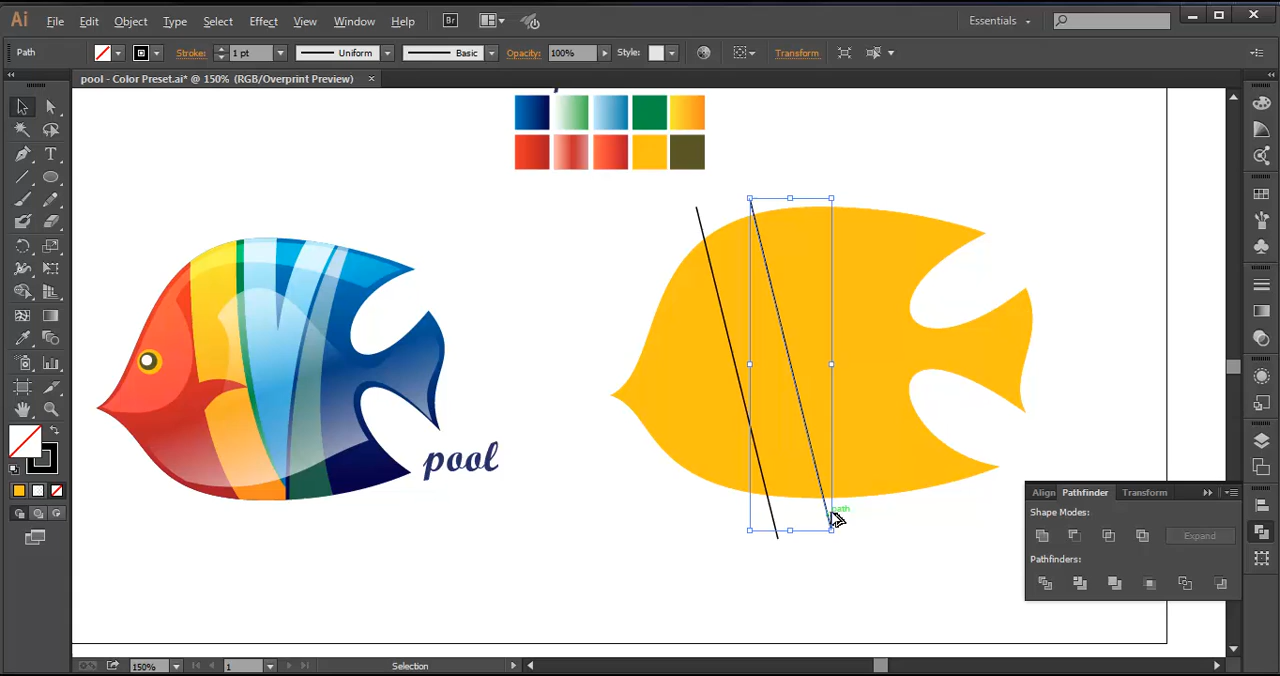 Ai File Edit Object Type Select Effect View Window Help Br Essentials
Path Stroke: 1 pt Uniform Basic Opacity: 100% Style: Transform
pool - Color Preset.ai* @ 150% (RGB/Overprint Preview) ×
pool
path
Align Pathfinder Transform
Shape Modes:
Expand
Pathfinders:
150% 1 Selection